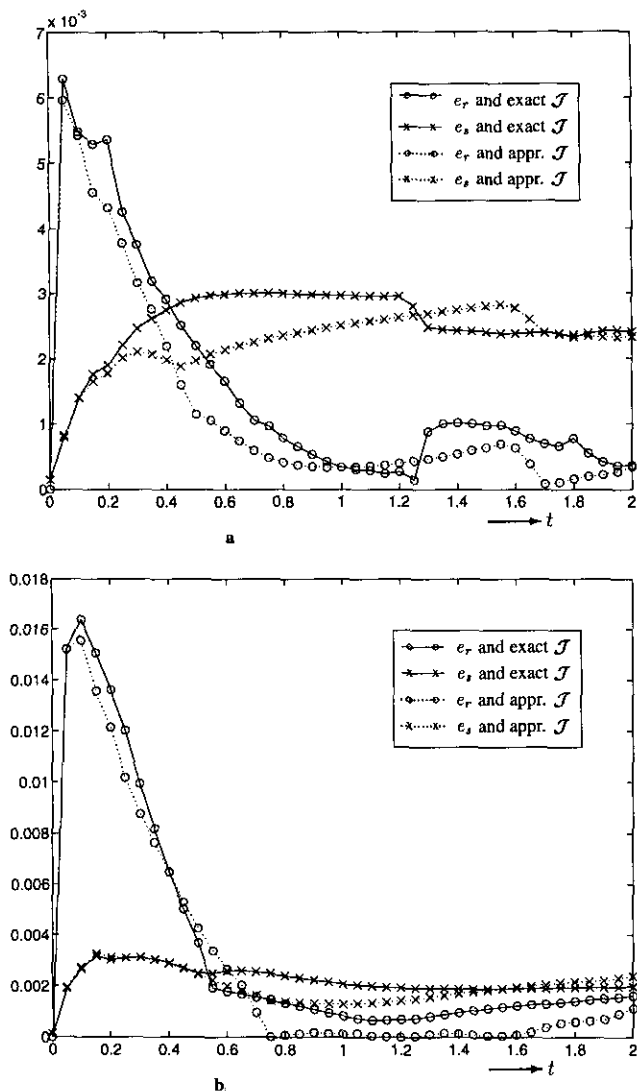 × 10⁻³
7
6
5
4
3
2
1
0
e_r and exact 𝒥
e_s and exact 𝒥
e_r and appr. 𝒥
e_s and appr. 𝒥
0 0.2 0.4 0.6 0.8 1 1.2 1.4 1.6 1.8 2
t
a
0.018
0.016
0.014
0.012
0.01
0.008
0.006
0.004
0.002
0
e_r and exact 𝒥
e_s and exact 𝒥
e_r and appr. 𝒥
e_s and appr. 𝒥
0 0.2 0.4 0.6 0.8 1 1.2 1.4 1.6 1.8 2
t
b.